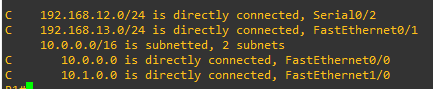 C    192.168.12.0/24 is directly connected, Serial0/2
C    192.168.13.0/24 is directly connected, FastEthernet0/1
     10.0.0.0/16 is subnetted, 2 subnets
C       10.0.0.0 is directly connected, FastEthernet0/0
C       10.1.0.0 is directly connected, FastEthernet1/0
R1#